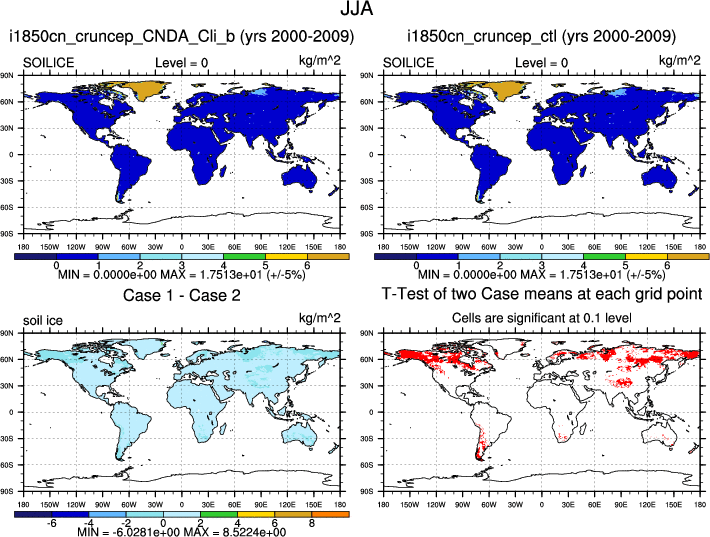 JJA
i1850cn_cruncep_CNDA_Cli_b (yrs 2000-2009)
SOILICE Level = 0 kg/m^2
90N
60N
30N
0
30S
60S
90S
180 150W 120W 90W 60W 30W 0 30E 60E 90E 120E 150E 180
0 1 2 3 4 5 6
MIN = 0.0000e+00 MAX = 1.7513e+01 (+/-5%)
i1850cn_cruncep_ctl (yrs 2000-2009)
SOILICE Level = 0 kg/m^2
90N
60N
30N
0
30S
60S
90S
180 150W 120W 90W 60W 30W 0 30E 60E 90E 120E 150E 180
0 1 2 3 4 5 6
MIN = 0.0000e+00 MAX = 1.7513e+01 (+/-5%)
Case 1 - Case 2
soil ice kg/m^2
90N
60N
30N
0
30S
60S
90S
180 150W 120W 90W 60W 30W 0 30E 60E 90E 120E 150E 180
-6 -4 -2 0 2 4 6 8
MIN = -6.0281e+00 MAX = 8.5224e+00
T-Test of two Case means at each grid point
Cells are significant at 0.1 level
90N
60N
30N
0
30S
60S
90S
180 150W 120W 90W 60W 30W 0 30E 60E 90E 120E 150E 180